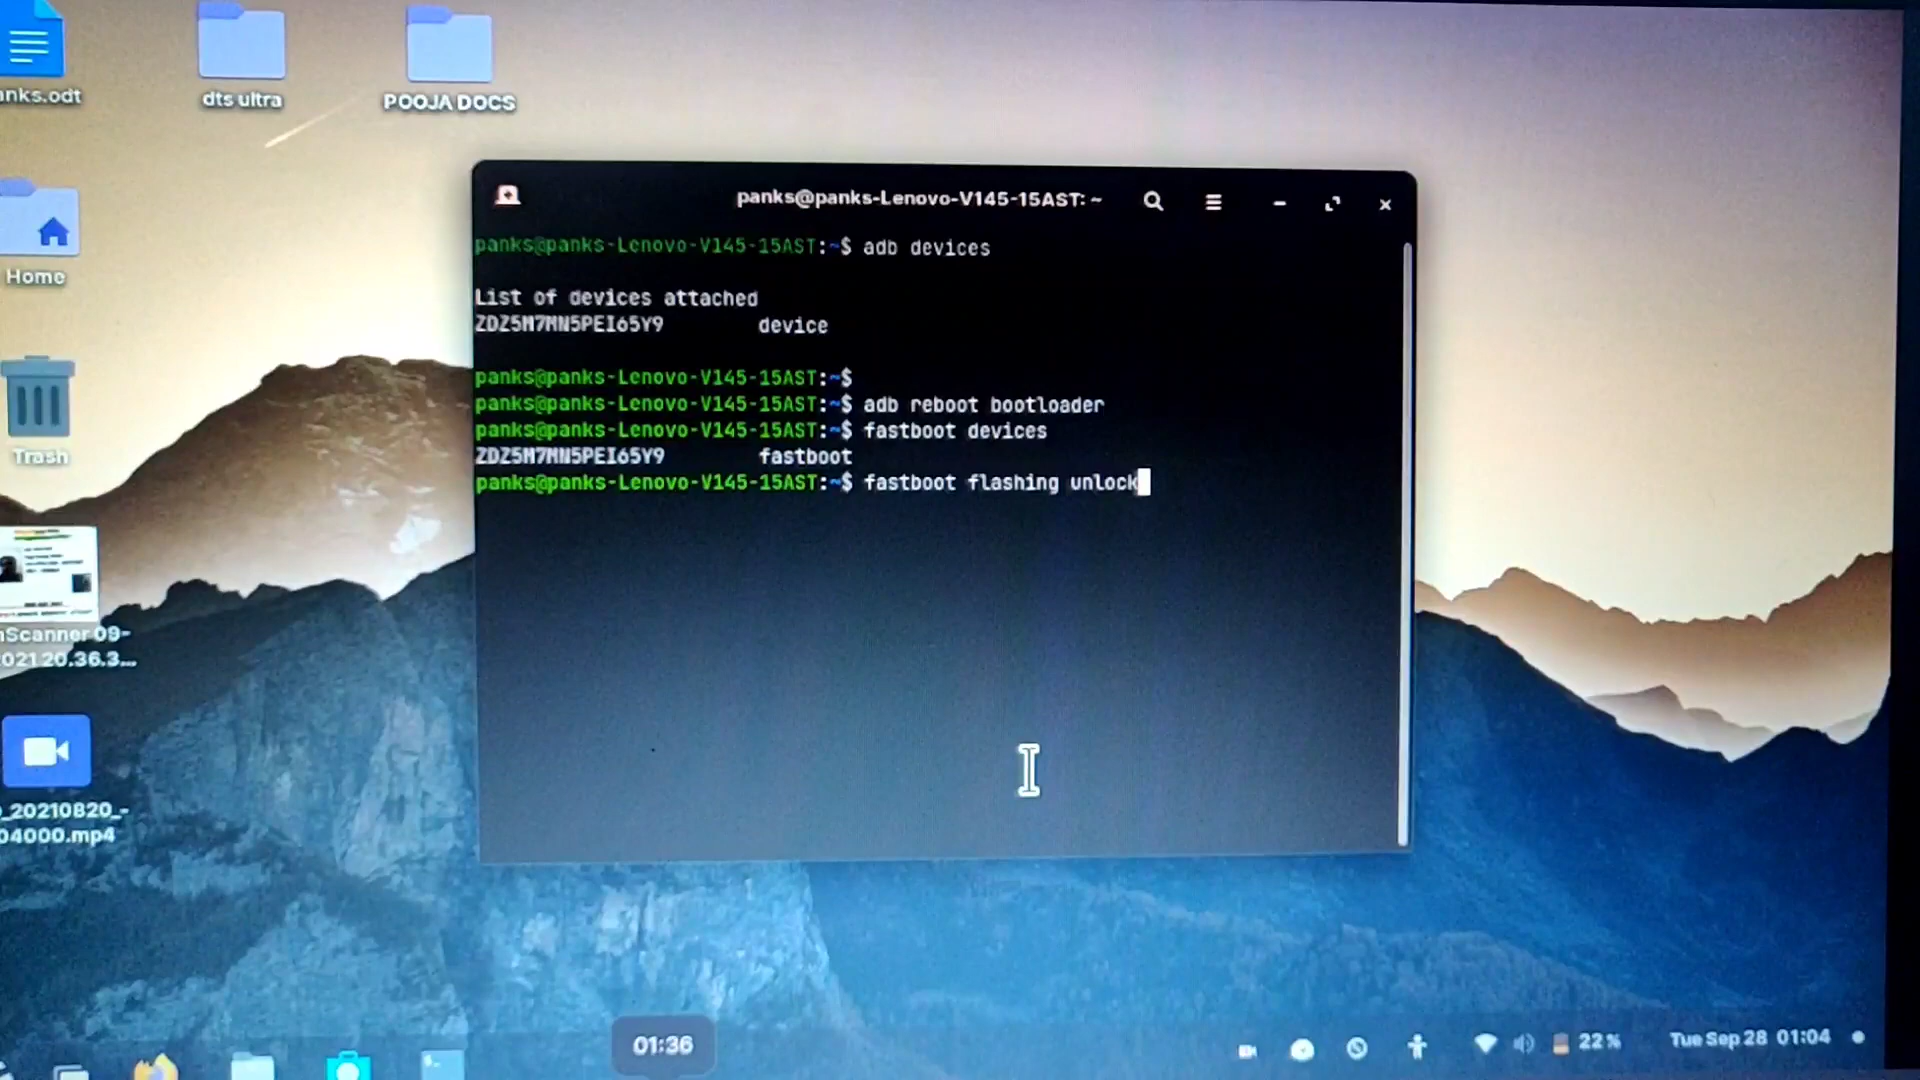 anks.odt
dts ultra
POOJA DOCS
Home
Trash
Scanner 09-
021 20.36.3...
_20210820_-
04000.mp4
panks@panks-Lenovo-V145-15AST: ~
panks@panks-Lenovo-V145-15AST:~$ adb devices
List of devices attached
ZDZ5M7MN5PEI65Y9 device
panks@panks-Lenovo-V145-15AST:~$
panks@panks-Lenovo-V145-15AST:~$ adb reboot bootloader
panks@panks-Lenovo-V145-15AST:~$ fastboot devices
ZDZ5M7MN5PEI65Y9 fastboot
panks@panks-Lenovo-V145-15AST:~$ fastboot flashing unlock
01:36
22%
Tue Sep 28 01:04